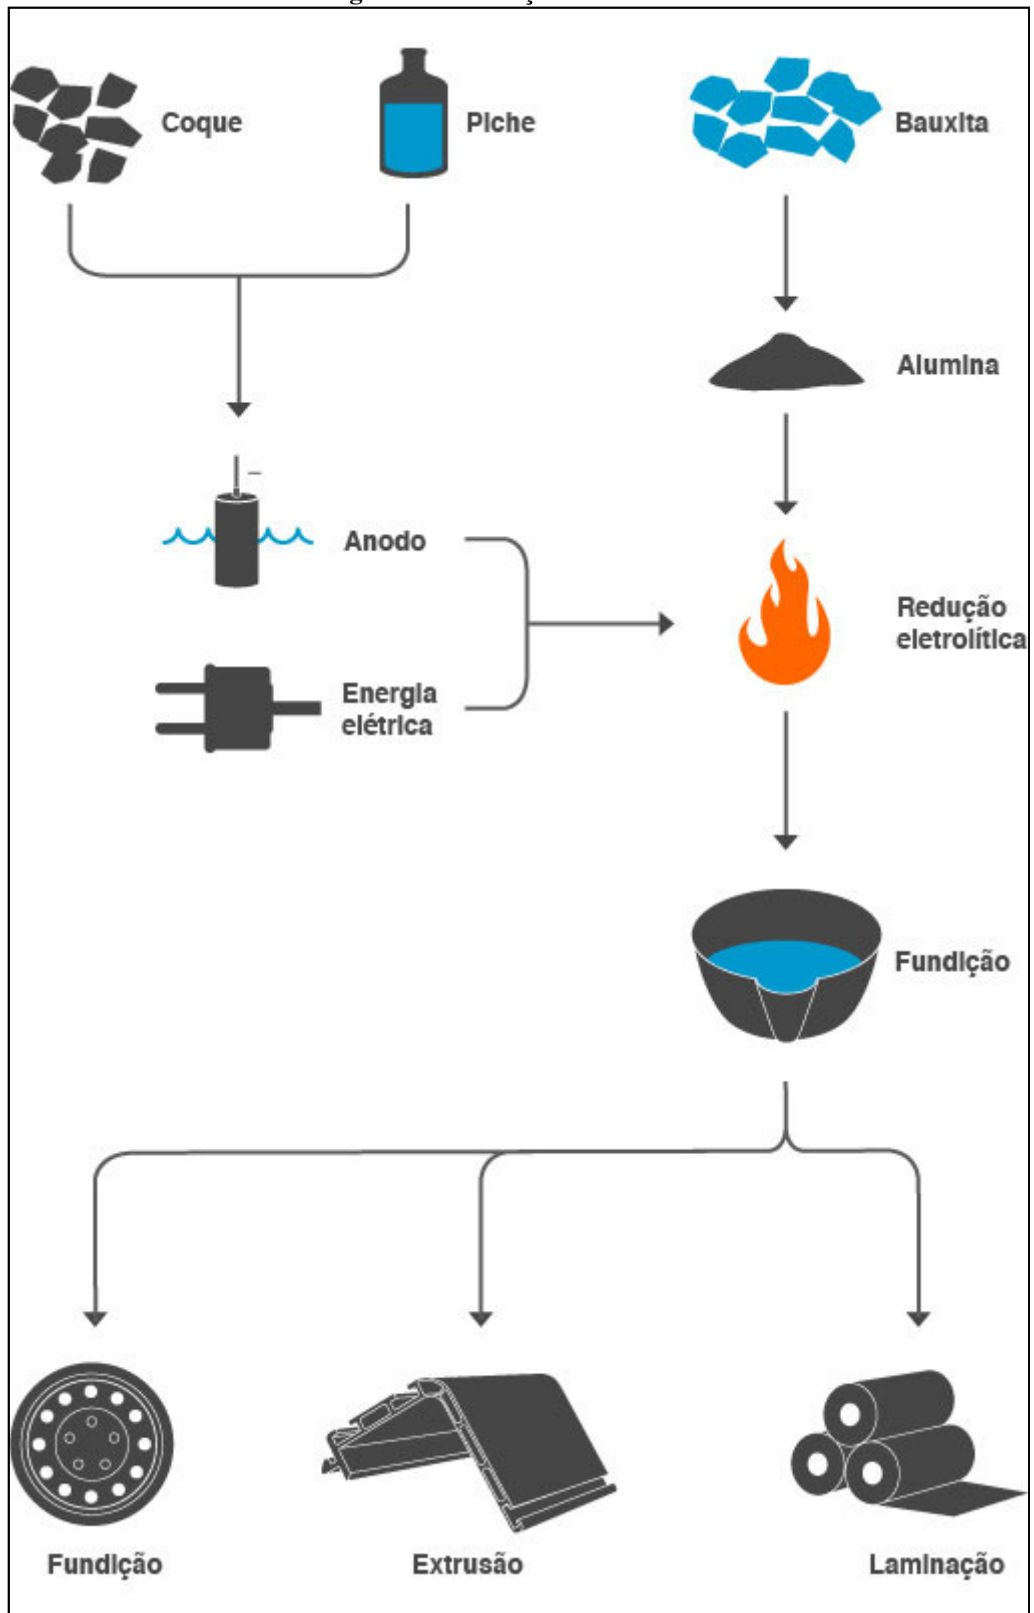 Coque
Piche
Bauxita
Alumina
Anodo
Redução
eletrolítica
Energia
elétrica
Fundição
Fundição
Extrusão
Laminação